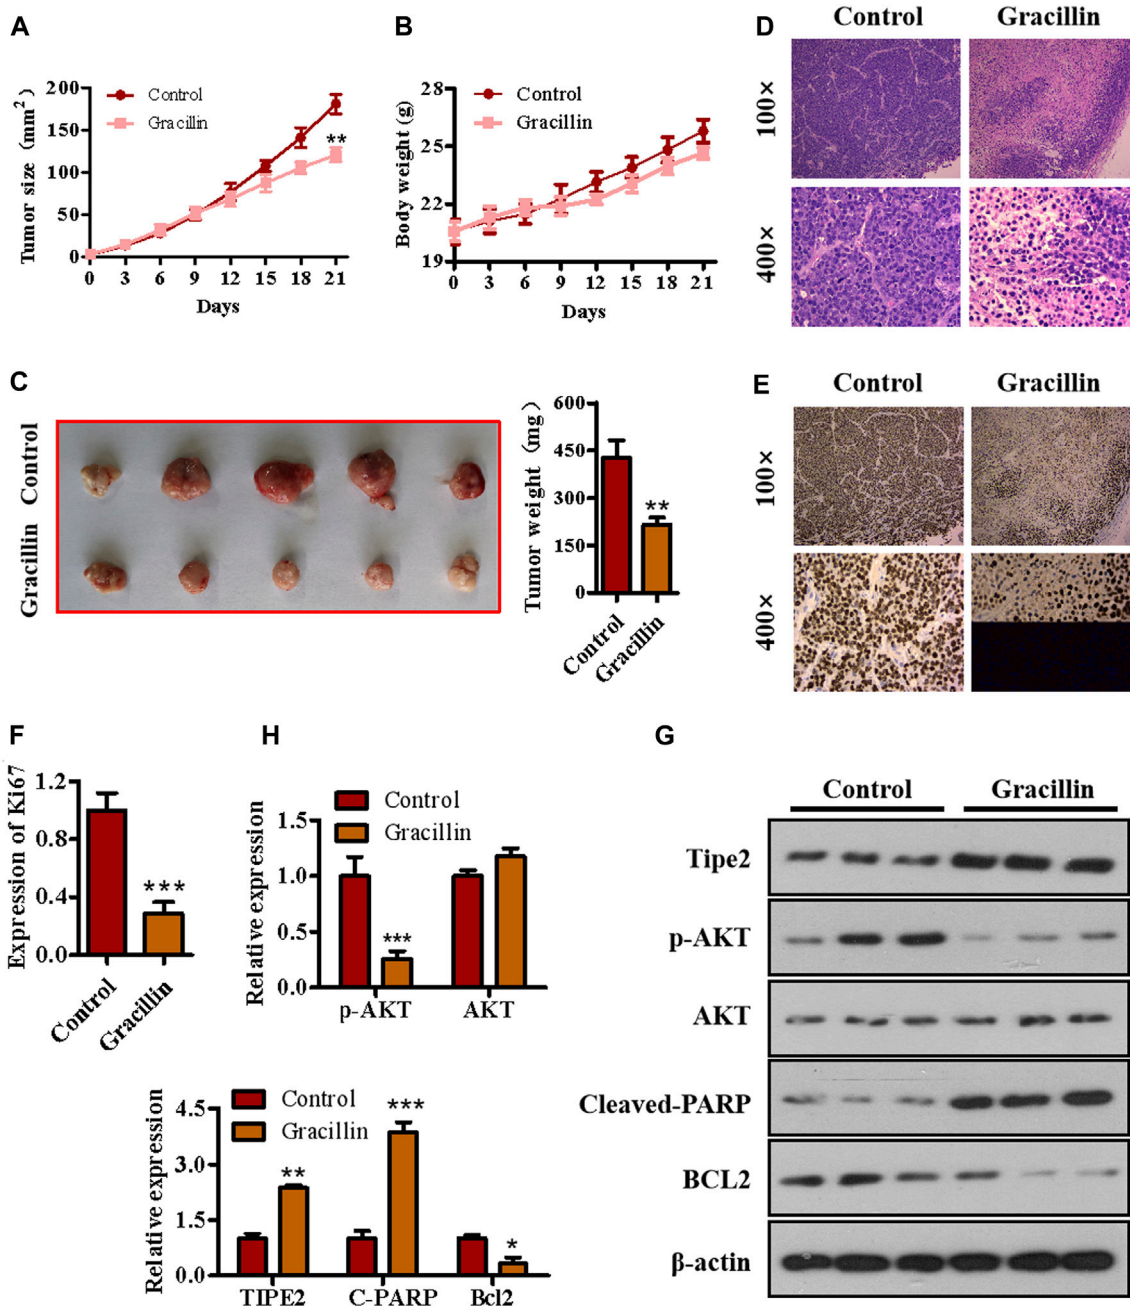 A
Tumor size (mm²)
200
150
100
50
0
Control
Gracillin
**
0 3 6 9 12 15 18 21
Days
B
Body weight (g)
28
25
22
19
Control
Gracillin
0 3 6 9 12 15 18 21
Days
D
Control Gracillin
100×
400×
C
Control
Gracillin
Tumor weight (mg)
600
450
300
150
0
**
Control
Gracillin
E
Control Gracillin
100×
400×
F
Expression of Ki67
1.2
0.8
0.4
0.0
***
Control
Gracillin
H
Relative expression
Control
Gracillin
1.5
1.0
0.5
0.0
***
p-AKT AKT
Relative expression
Control
Gracillin
4.5
3.0
1.5
0.0
**
***
*
TIPE2 C-PARP Bcl2
G
Control Gracillin
Tipe2
p-AKT
AKT
Cleaved-PARP
BCL2
β-actin